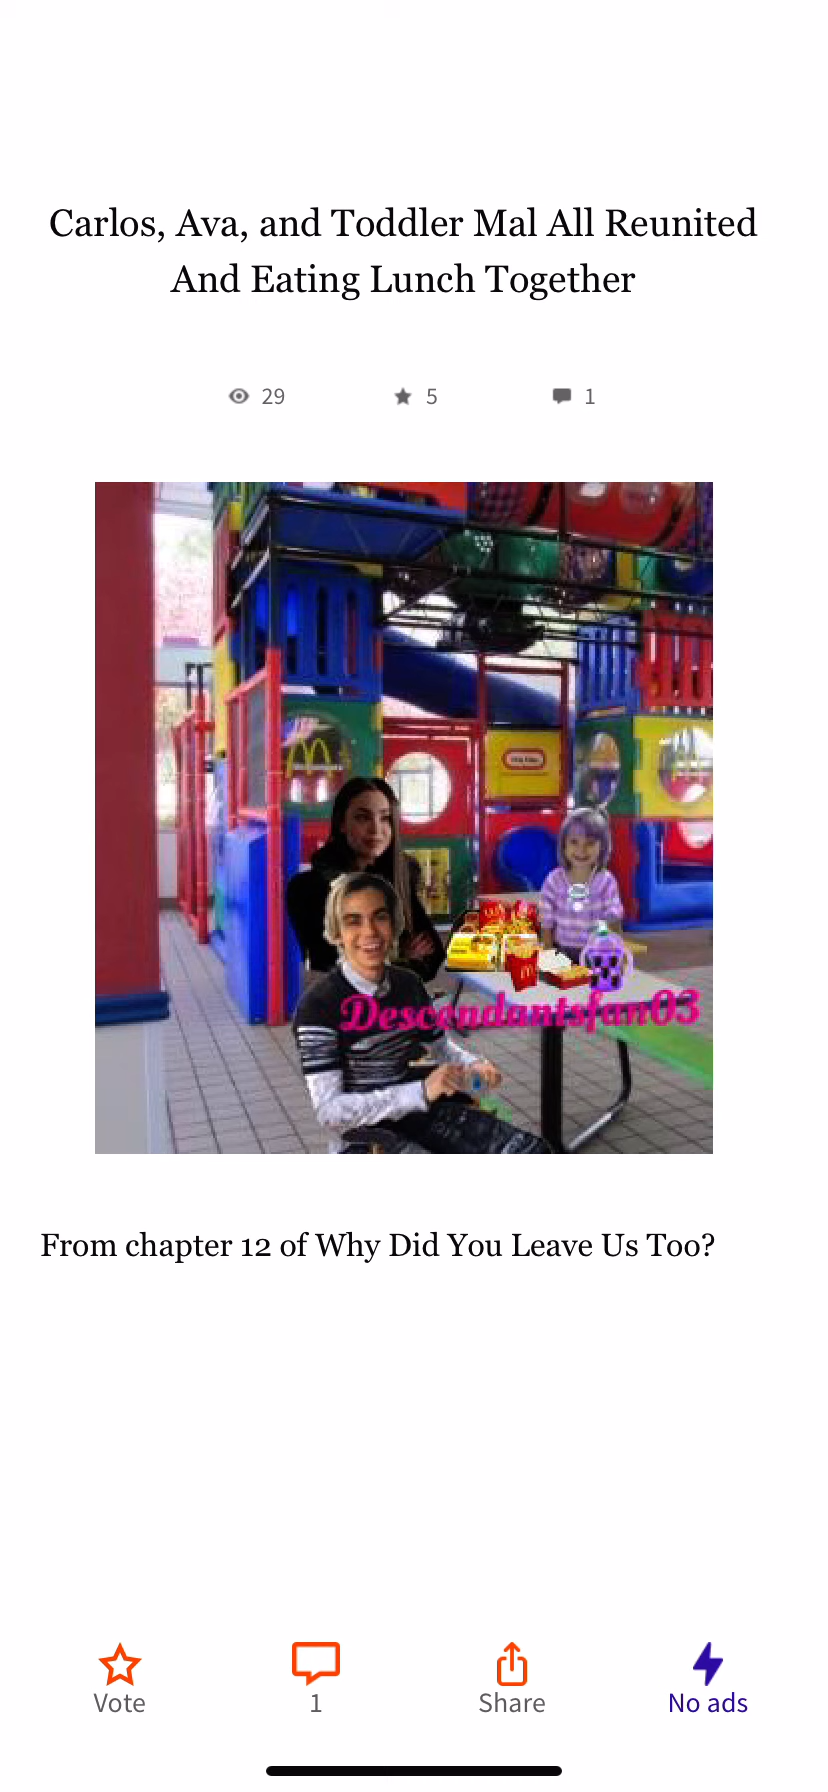 Carlos, Ava, and Toddler Mal All Reunited
And Eating Lunch Together
29 5 1
Descendantsfan03
From chapter 12 of Why Did You Leave Us Too?
Vote 1 Share No ads